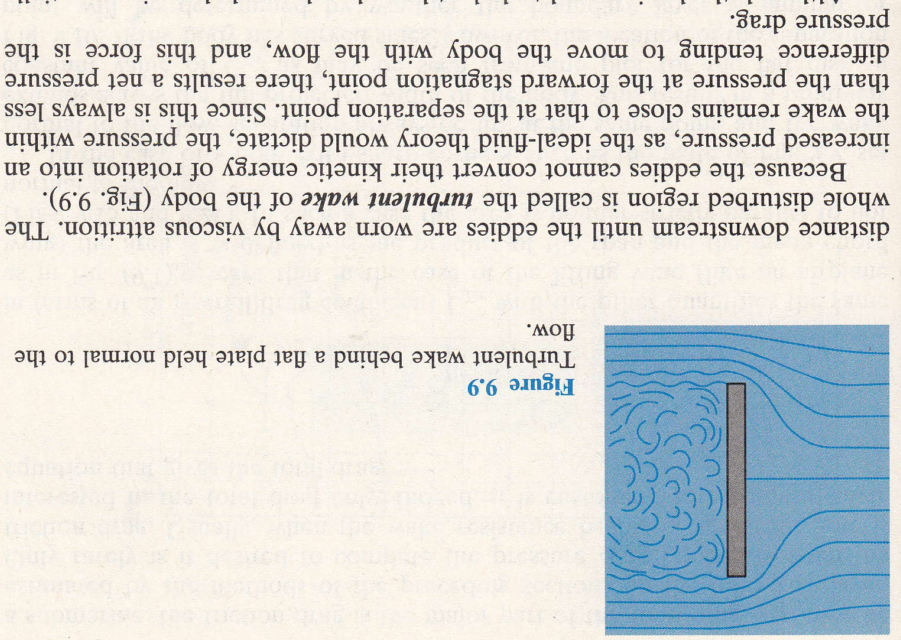 Figure 9.9
Turbulent wake behind a flat plate held normal to the
flow.
distance downstream until the eddies are worn away by viscous attrition. The
whole disturbed region is called the turbulent wake of the body (Fig. 9.9).
Because the eddies cannot convert their kinetic energy of rotation into an
increased pressure, as the ideal-fluid theory would dictate, the pressure within
the wake remains close to that at the separation point. Since this is always less
than the pressure at the forward stagnation point, there results a net pressure
difference tending to move the body with the flow, and this force is the
pressure drag.